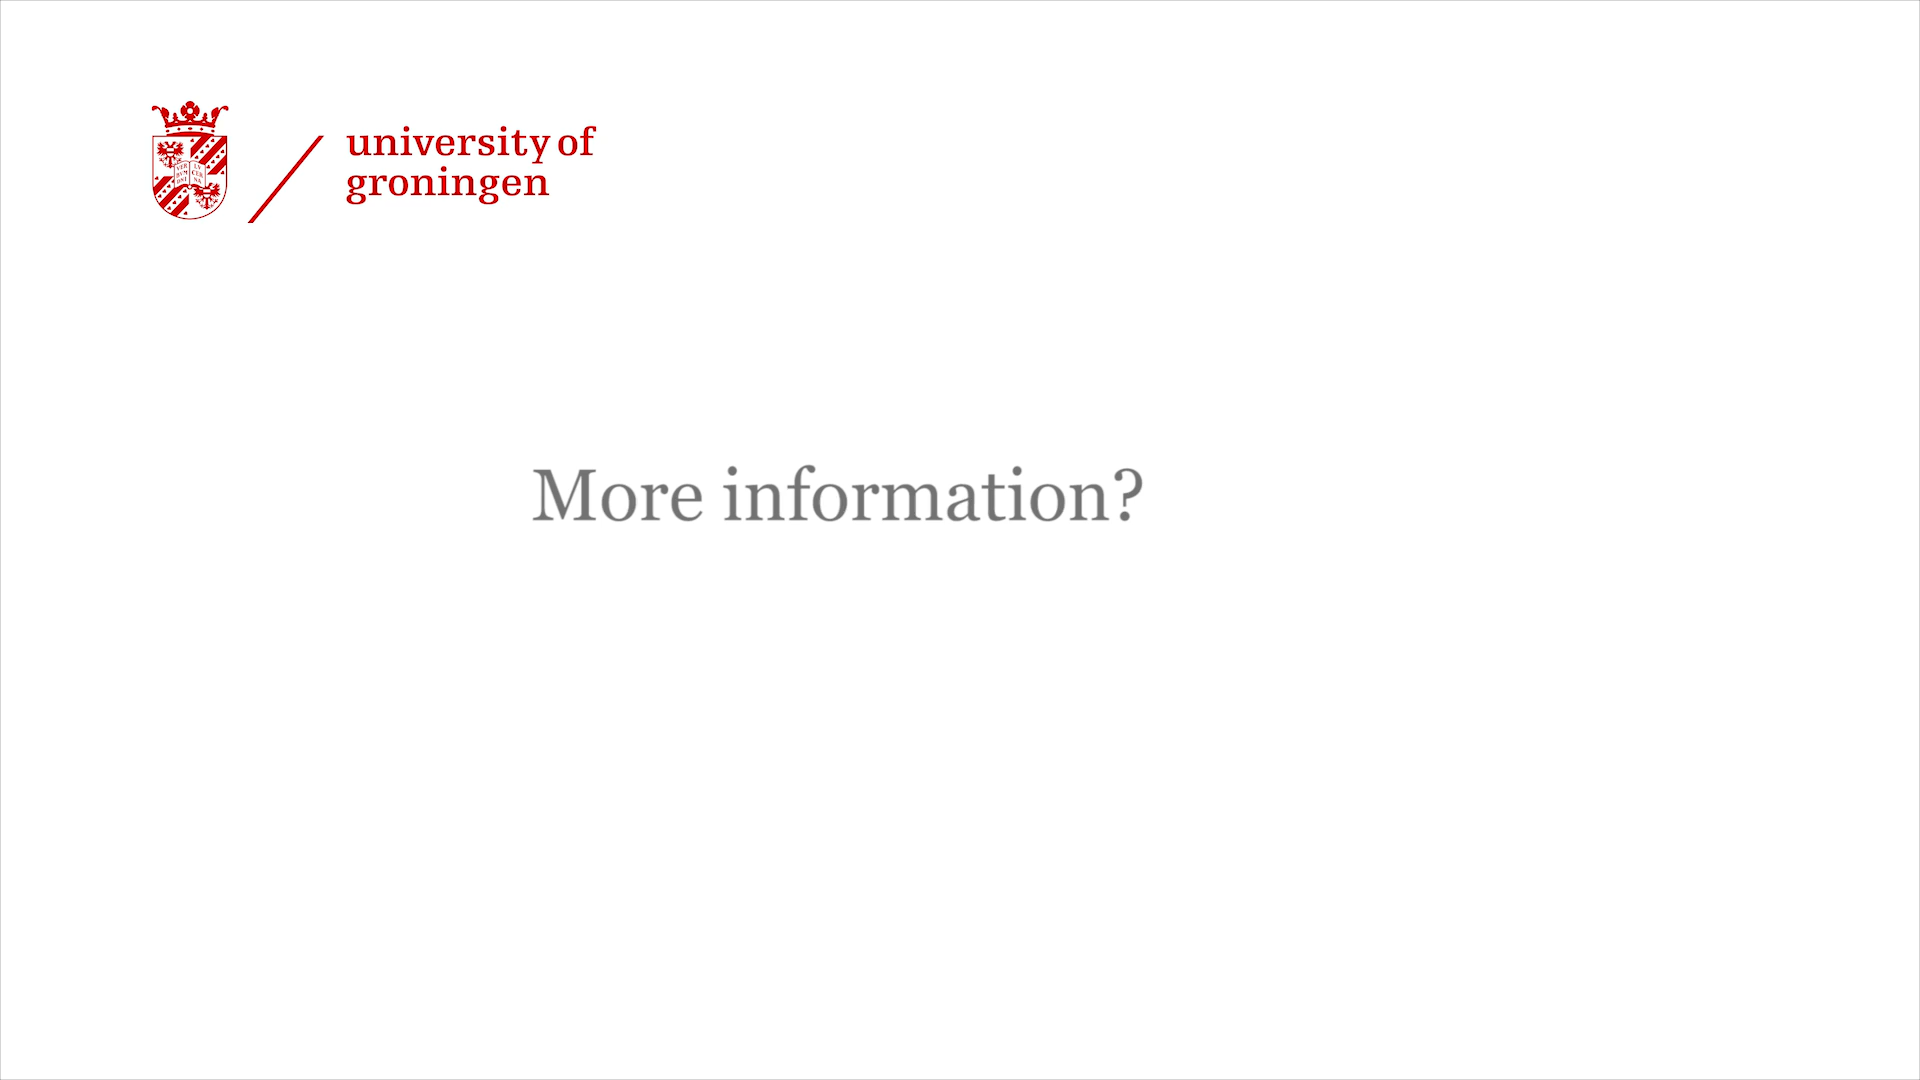 university of
groningen
More information?